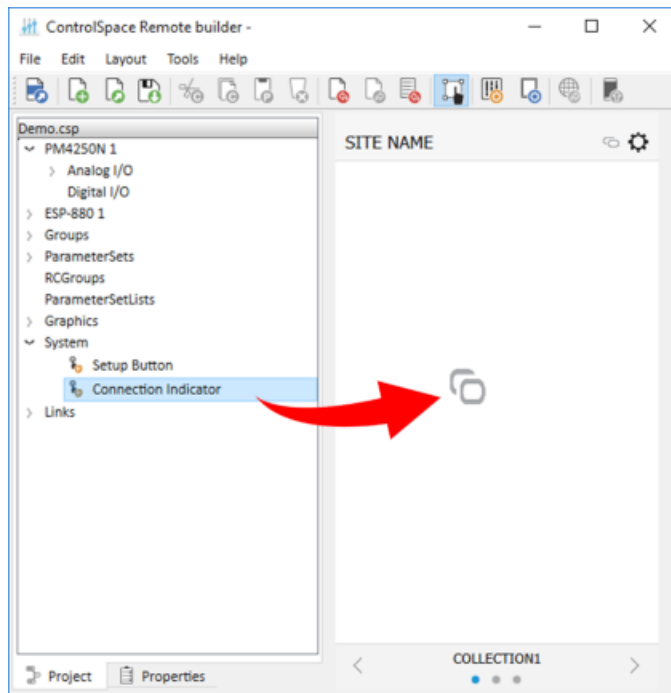 ControlSpace Remote builder -
File Edit Layout Tools Help
Demo.csp
PM4250N 1
Analog I/O
Digital I/O
ESP-880 1
Groups
ParameterSets
RCGroups
ParameterSetLists
Graphics
System
Setup Button
Connection Indicator
Links
Project Properties
SITE NAME
COLLECTION1